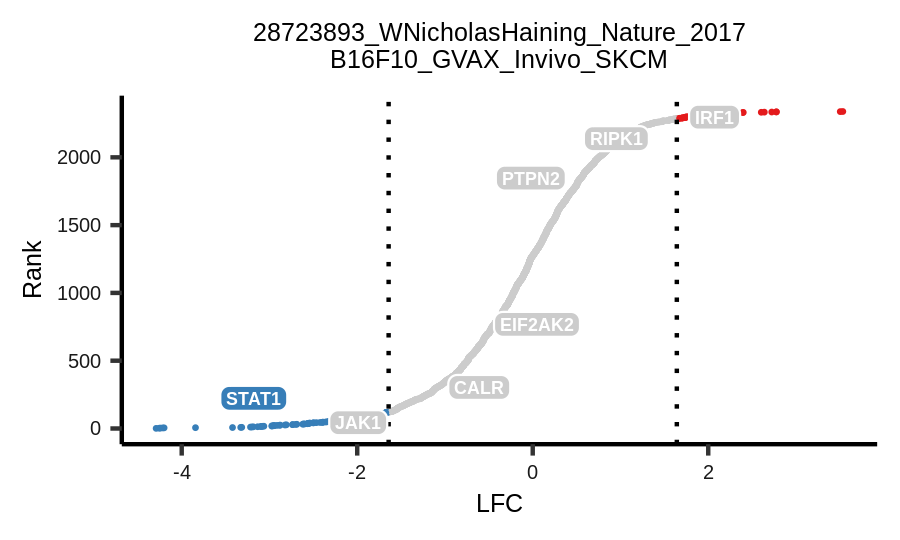 28723893_WNicholasHaining_Nature_2017
B16F10_GVAX_Invivo_SKCM
IRF1
RIPK1
PTPN2
EIF2AK2
CALR
STAT1
JAK1
Rank
2000
1500
1000
500
0
-4 -2 0 2
LFC